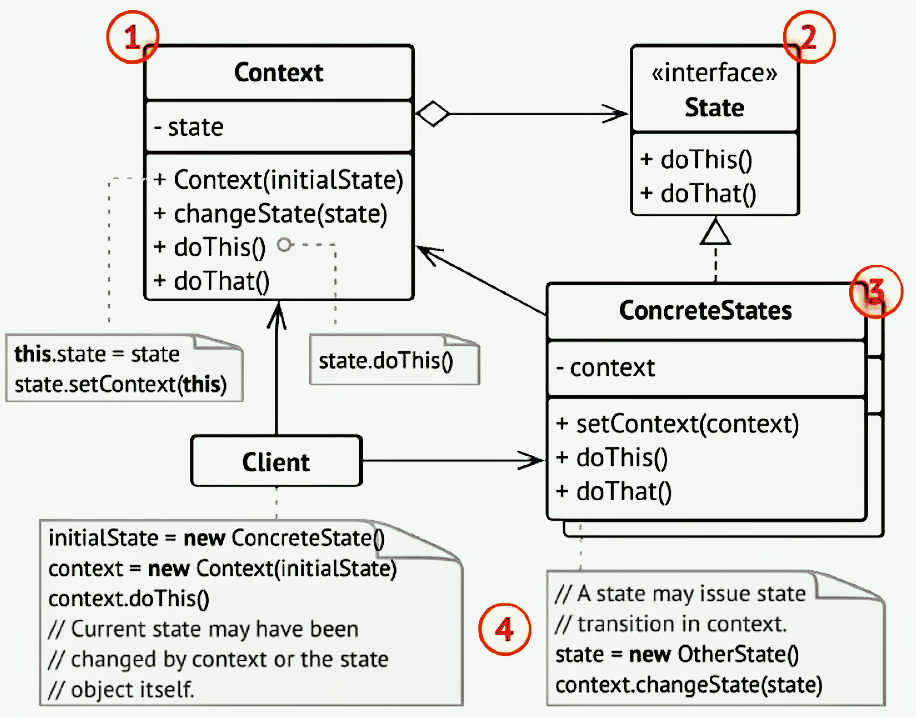 1
Context
- state
+ Context(initialState)
+ changeState(state)
+ doThis()
+ doThat()
2
«interface»
State
+ doThis()
+ doThat()
3
ConcreteStates
- context
+ setContext(context)
+ doThis()
+ doThat()
this.state = state
state.setContext(this)
state.doThis()
Client
initialState = new ConcreteState()
context = new Context(initialState)
context.doThis()
// Current state may have been
// changed by context or the state
// object itself.
4
// A state may issue state
// transition in context.
state = new OtherState()
context.changeState(state)